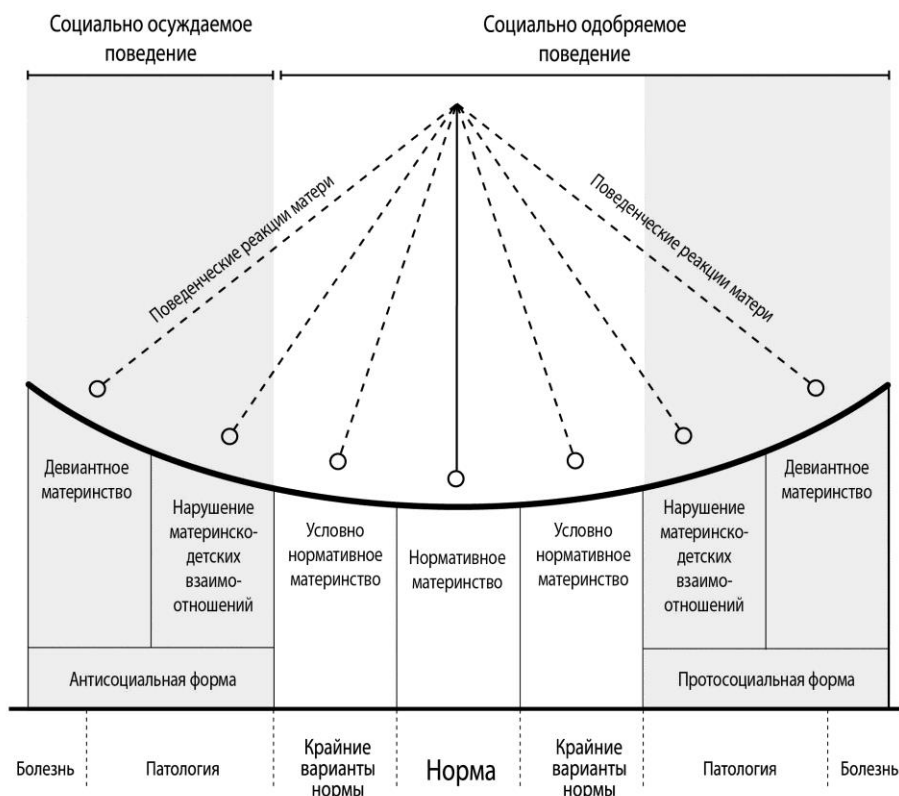 Социально осуждаемое
поведение
Социально одобряемое
поведение
Поведенческие реакции матери
Поведенческие реакции матери
Девиантное
материнство
Нарушение
материнско-
детских
взаимо-
отношений
Условно
нормативное
материнство
Нормативное
материнство
Условно
нормативное
материнство
Нарушение
материнско-
детских
взаимо-
отношений
Девиантное
материнство
Антисоциальная форма
Протосоциальная форма
Болезнь
Патология
Крайние
варианты
нормы
Норма
Крайние
варианты
нормы
Патология
Болезнь